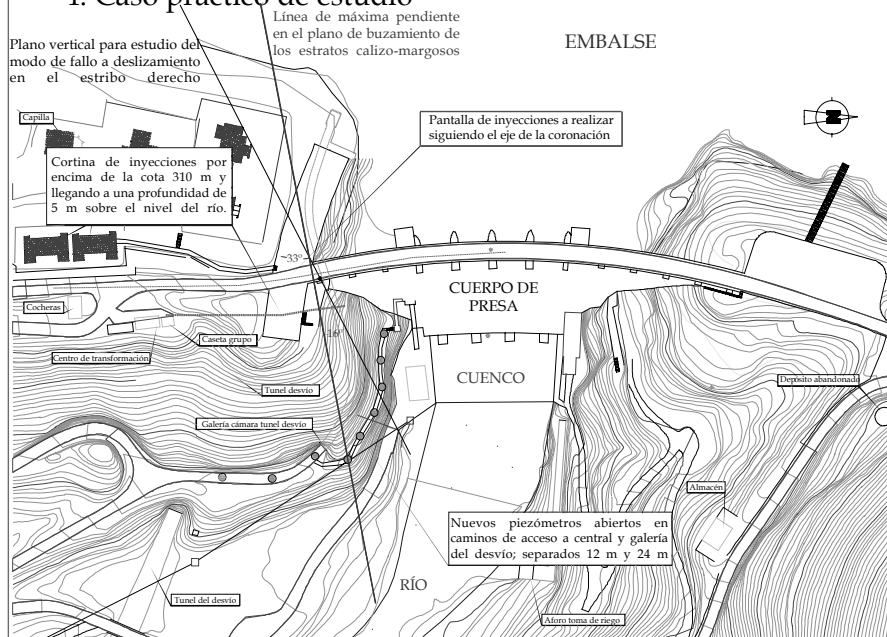 1. Caso práctico de estudio
Línea de máxima pendiente
en el plano de buzamiento de
los estratos calizo-margosos
EMBALSE
Plano vertical para estudio del
modo de fallo a deslizamiento
en el estribo derecho
Capilla
Pantalla de inyecciones a realizar
siguiendo el eje de la coronación
N
Cortina de inyecciones por
encima de la cota 310 m y
llegando a una profundidad de
5 m sobre el nivel del río.
33º
CUERPO DE
PRESA
Cocheras
16º
Caseta grupo
Centro de transformación
CUENCO
Tunel desvío
Depósito abandonado
Galería cámara tunel desvío
Almacén
Nuevos piezómetros abiertos en
caminos de acceso a central y galería
del desvío; separados 12 m y 24 m
RÍO
Tunel del desvío
Aforo toma de riego